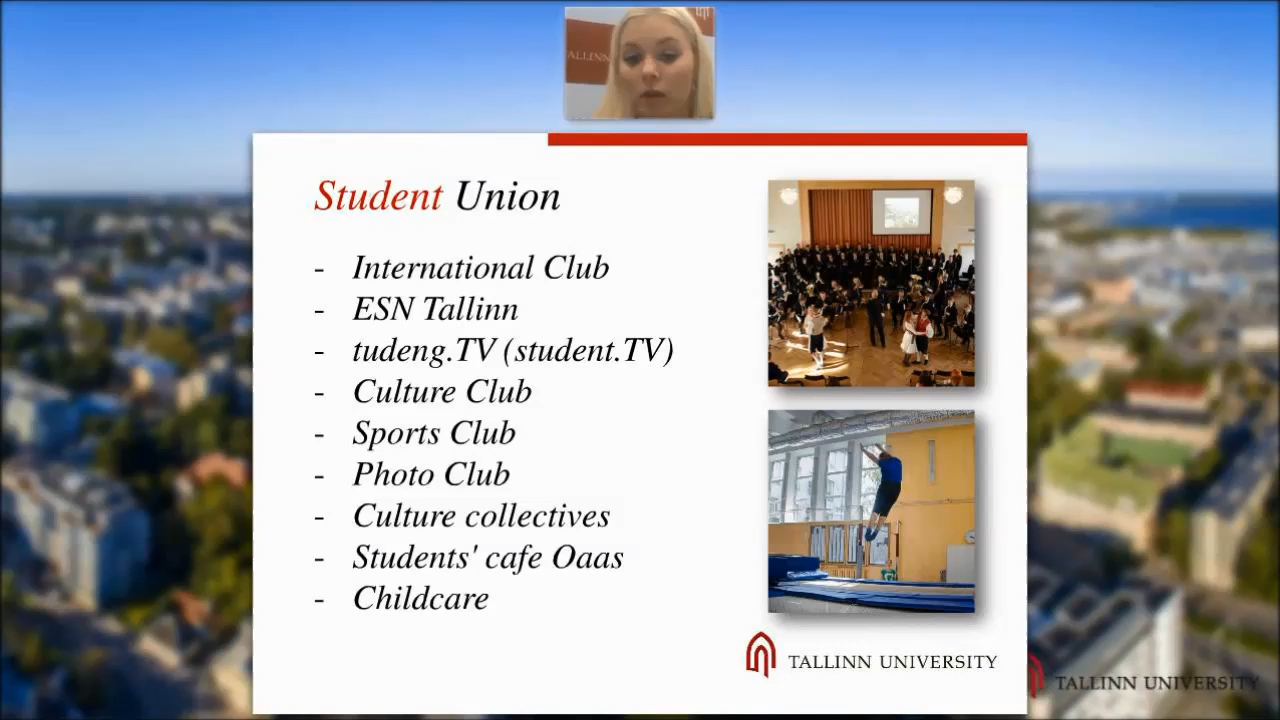 TALLINN
Student Union
- International Club
- ESN Tallinn
- tudeng.TV (student.TV)
- Culture Club
- Sports Club
- Photo Club
- Culture collectives
- Students' cafe Oaas
- Childcare
TALLINN UNIVERSITY
TALLINN UNIVERSITY